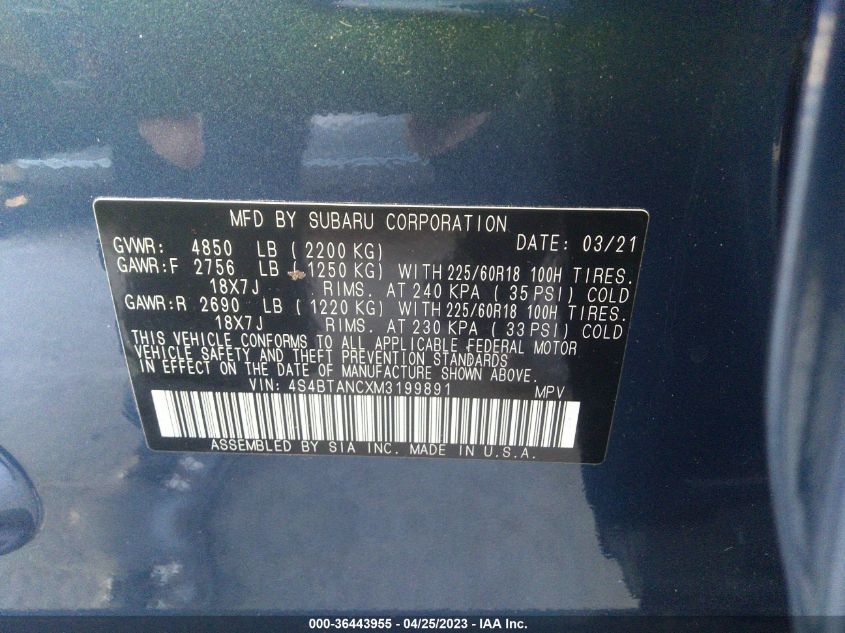 MFD BY SUBARU CORPORATION
GVWR: 4850 LB (2200 KG) DATE: 03/21
GAWR:F 2756 LB (1250 KG) WITH 225/60R18 100H TIRES.
18X7J RIMS. AT 240 KPA (35 PSI) COLD
GAWR:R 2690 LB (1220 KG) WITH 225/60R18 100H TIRES.
18X7J RIMS. AT 230 KPA (33 PSI) COLD
THIS VEHICLE CONFORMS TO ALL APPLICABLE FEDERAL MOTOR
VEHICLE SAFETY AND THEFT PREVENTION STANDARDS
IN EFFECT ON THE DATE OF MANUFACTURE SHOWN ABOVE.
VIN: 4S4BTANCXM3199891 MPV
ASSEMBLED BY SIA INC. MADE IN U.S.A.
000-36443955 - 04/25/2023 - IAA Inc.